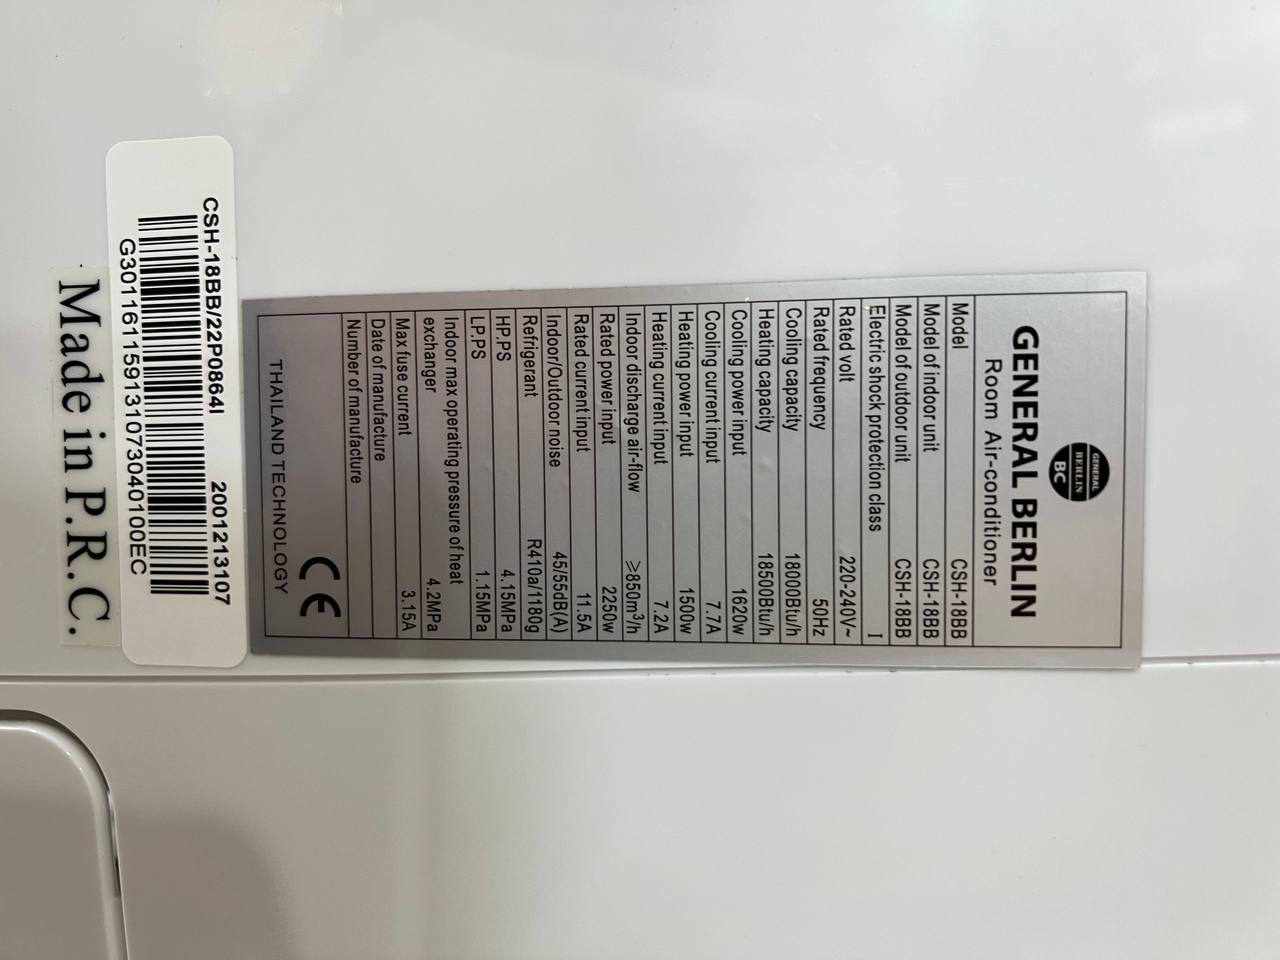 GENERAL
BERLIN
BC
GENERAL BERLIN
Room Air-conditioner
Model CSH-18BB
Model of indoor unit CSH-18BB
Model of outdoor unit CSH-18BB
Electric shock protection class I
Rated volt 220-240V~
Rated frequency 50Hz
Cooling capacity 18000Btu/h
Heating capacity 18500Btu/h
Cooling power input 1620w
Cooling current input 7.7A
Heating power input 1500w
Heating current input 7.2A
Indoor discharge air-flow ≥850m³/h
Rated power input 2250w
Rated current input 11.5A
Indoor/Outdoor noise 45/55dB(A)
Refrigerant R410a/1180g
HP.PS 4.15MPa
LP.PS 1.15MPa
Indoor max operating pressure of heat
exchanger 4.2MPa
Max fuse current 3.15A
Date of manufacture
Number of manufacture
CE
THAILAND TECHNOLOGY
CSH-18BB/22P0864I 2001213107
G301161159131073040100EC
Made in P.R.C.